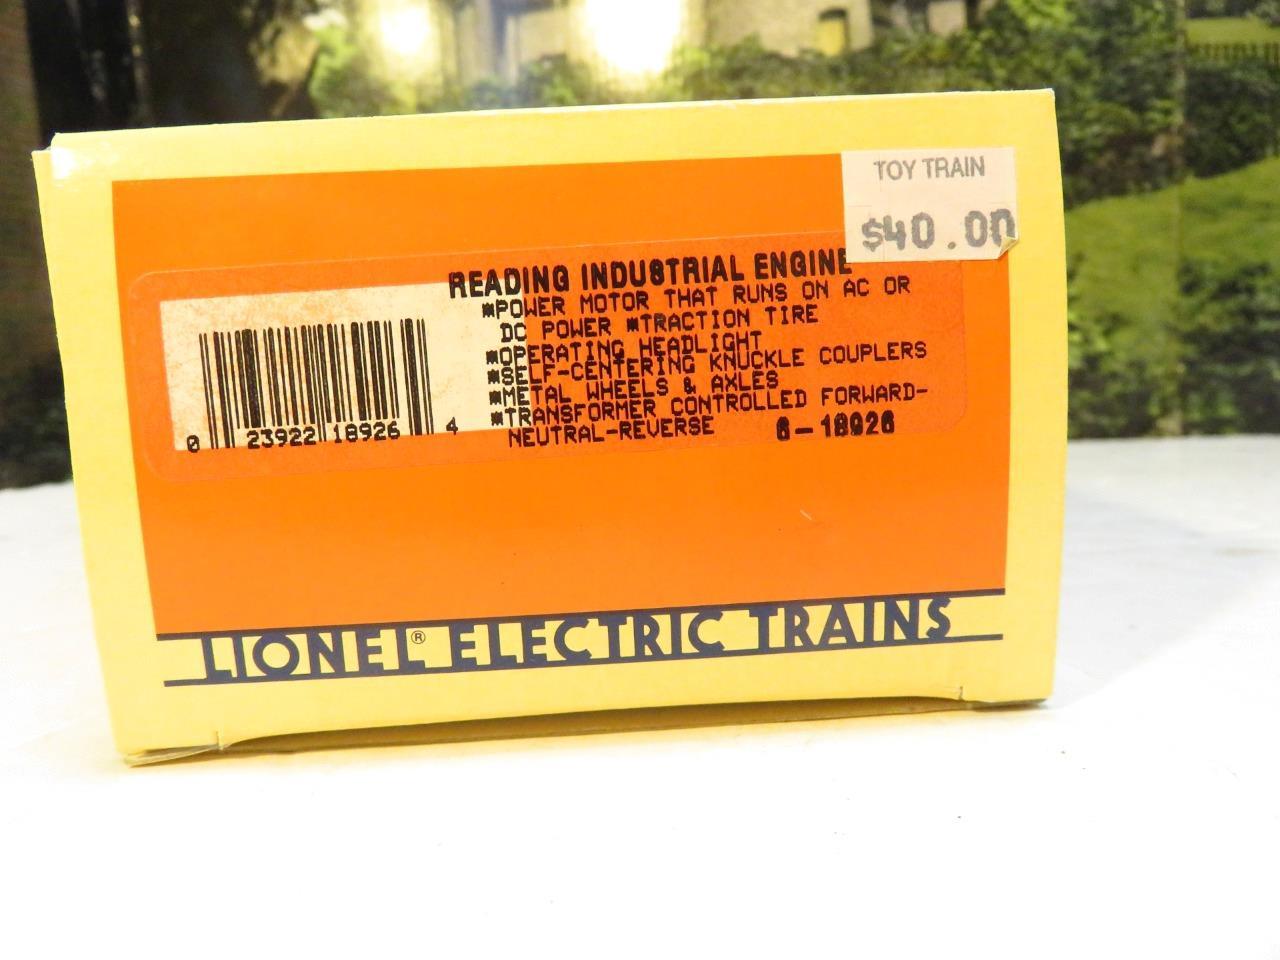 TOY TRAIN
$40.00
READING INDUSTRIAL ENGINE
*POWER MOTOR THAT RUNS ON AC OR
DC POWER *TRACTION TIRE
*OPERATING HEADLIGHT
*SELF-CENTERING KNUCKLE COUPLERS
*METAL WHEELS & AXLES
*TRANSFORMER CONTROLLED FORWARD-
NEUTRAL-REVERSE 6-18926
0 23922 18926 4
LIONEL® ELECTRIC TRAINS